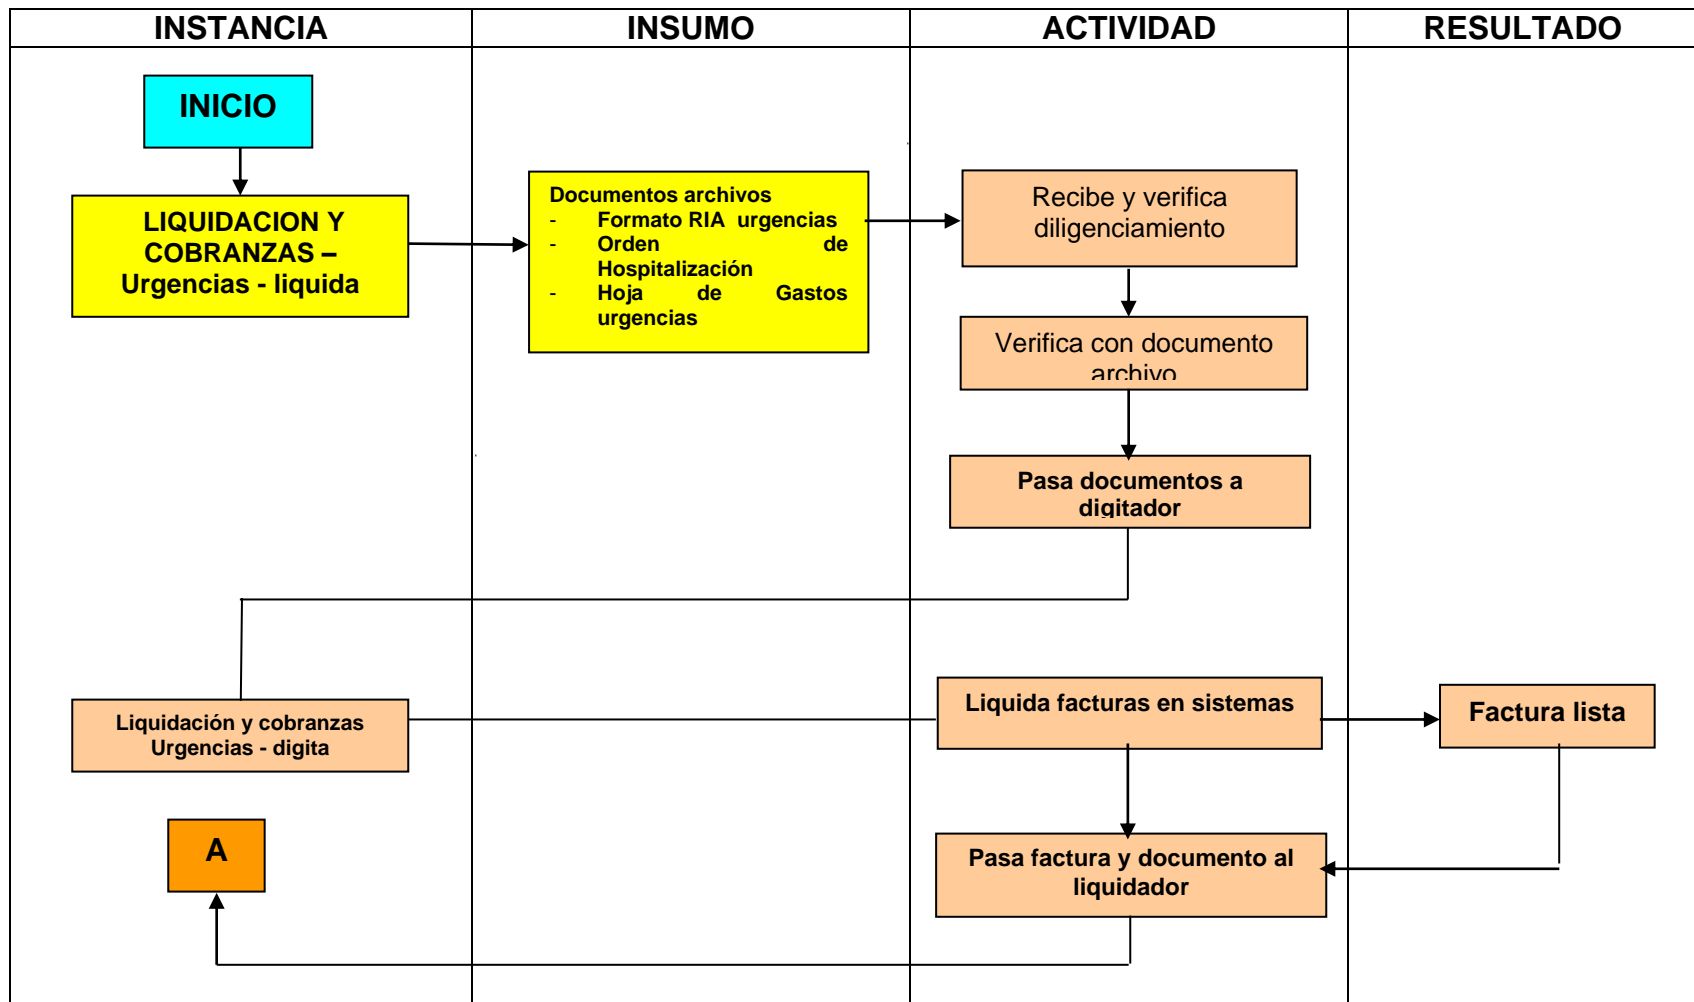 INSTANCIA
INSUMO
ACTIVIDAD
RESULTADO
INICIO
LIQUIDACION Y
COBRANZAS –
Urgencias - liquida
Documentos archivos
- Formato RIA urgencias
- Orden de
Hospitalización
- Hoja de Gastos
urgencias
Recibe y verifica
diligenciamiento
Verifica con documento
archivo
Pasa documentos a
digitador
Liquidación y cobranzas
Urgencias - digita
Liquida facturas en sistemas
Factura lista
A
Pasa factura y documento al
liquidador